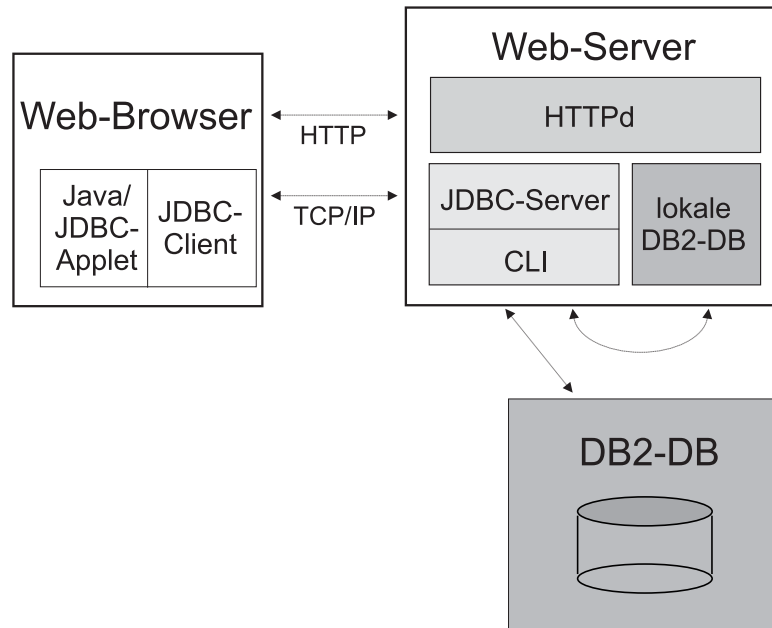 Web-Browser
Java/
JDBC-
Applet
JDBC-
Client
HTTP
TCP/IP
Web-Server
HTTPd
JDBC-Server
CLI
lokale
DB2-DB
DB2-DB